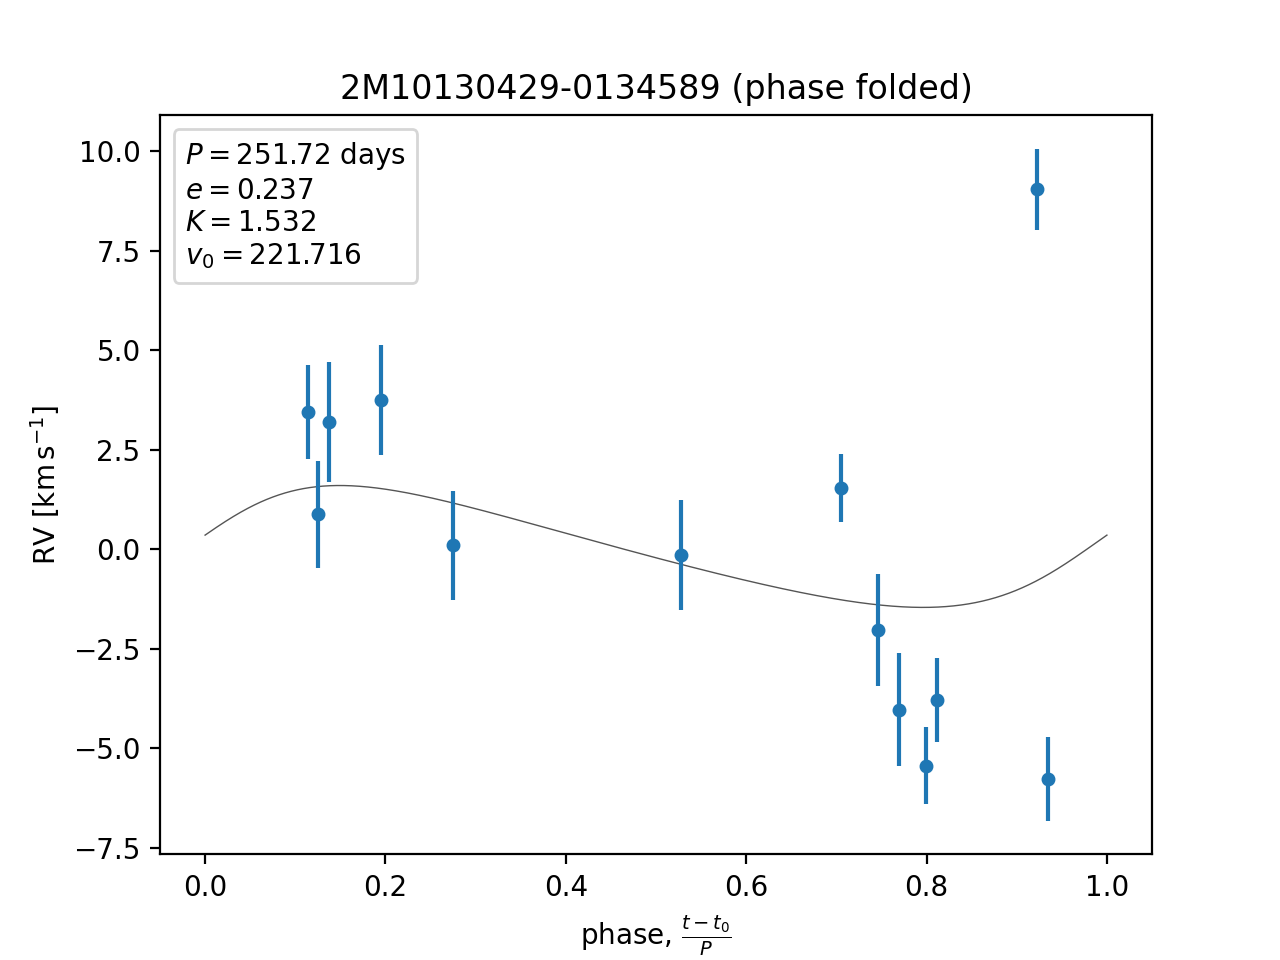 2M10130429-0134589 (phase folded)
P = 251.72 days
e = 0.237
K = 1.532
v₀ = 221.716
10.0
7.5
5.0
2.5
0.0
−2.5
−5.0
−7.5
RV [km s⁻¹]
0.0 0.2 0.4 0.6 0.8 1.0
phase, (t − t₀)/P